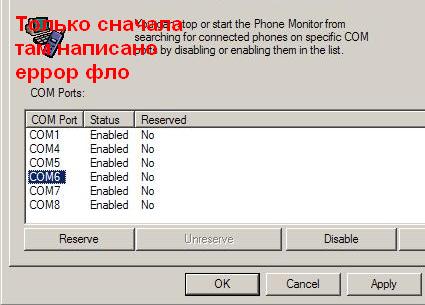 Только сначала
там написано
еррор фло
You can stop or start the Phone Monitor from
searching for connected phones on specific COM
ports by disabling or enabling them in the list.
COM Ports:
COM Port Status Reserved
COM1 Enabled No
COM4 Enabled No
COM5 Enabled No
COM6 Enabled No
COM7 Enabled No
COM8 Enabled No
Reserve Unreserve Disable
OK Cancel Apply